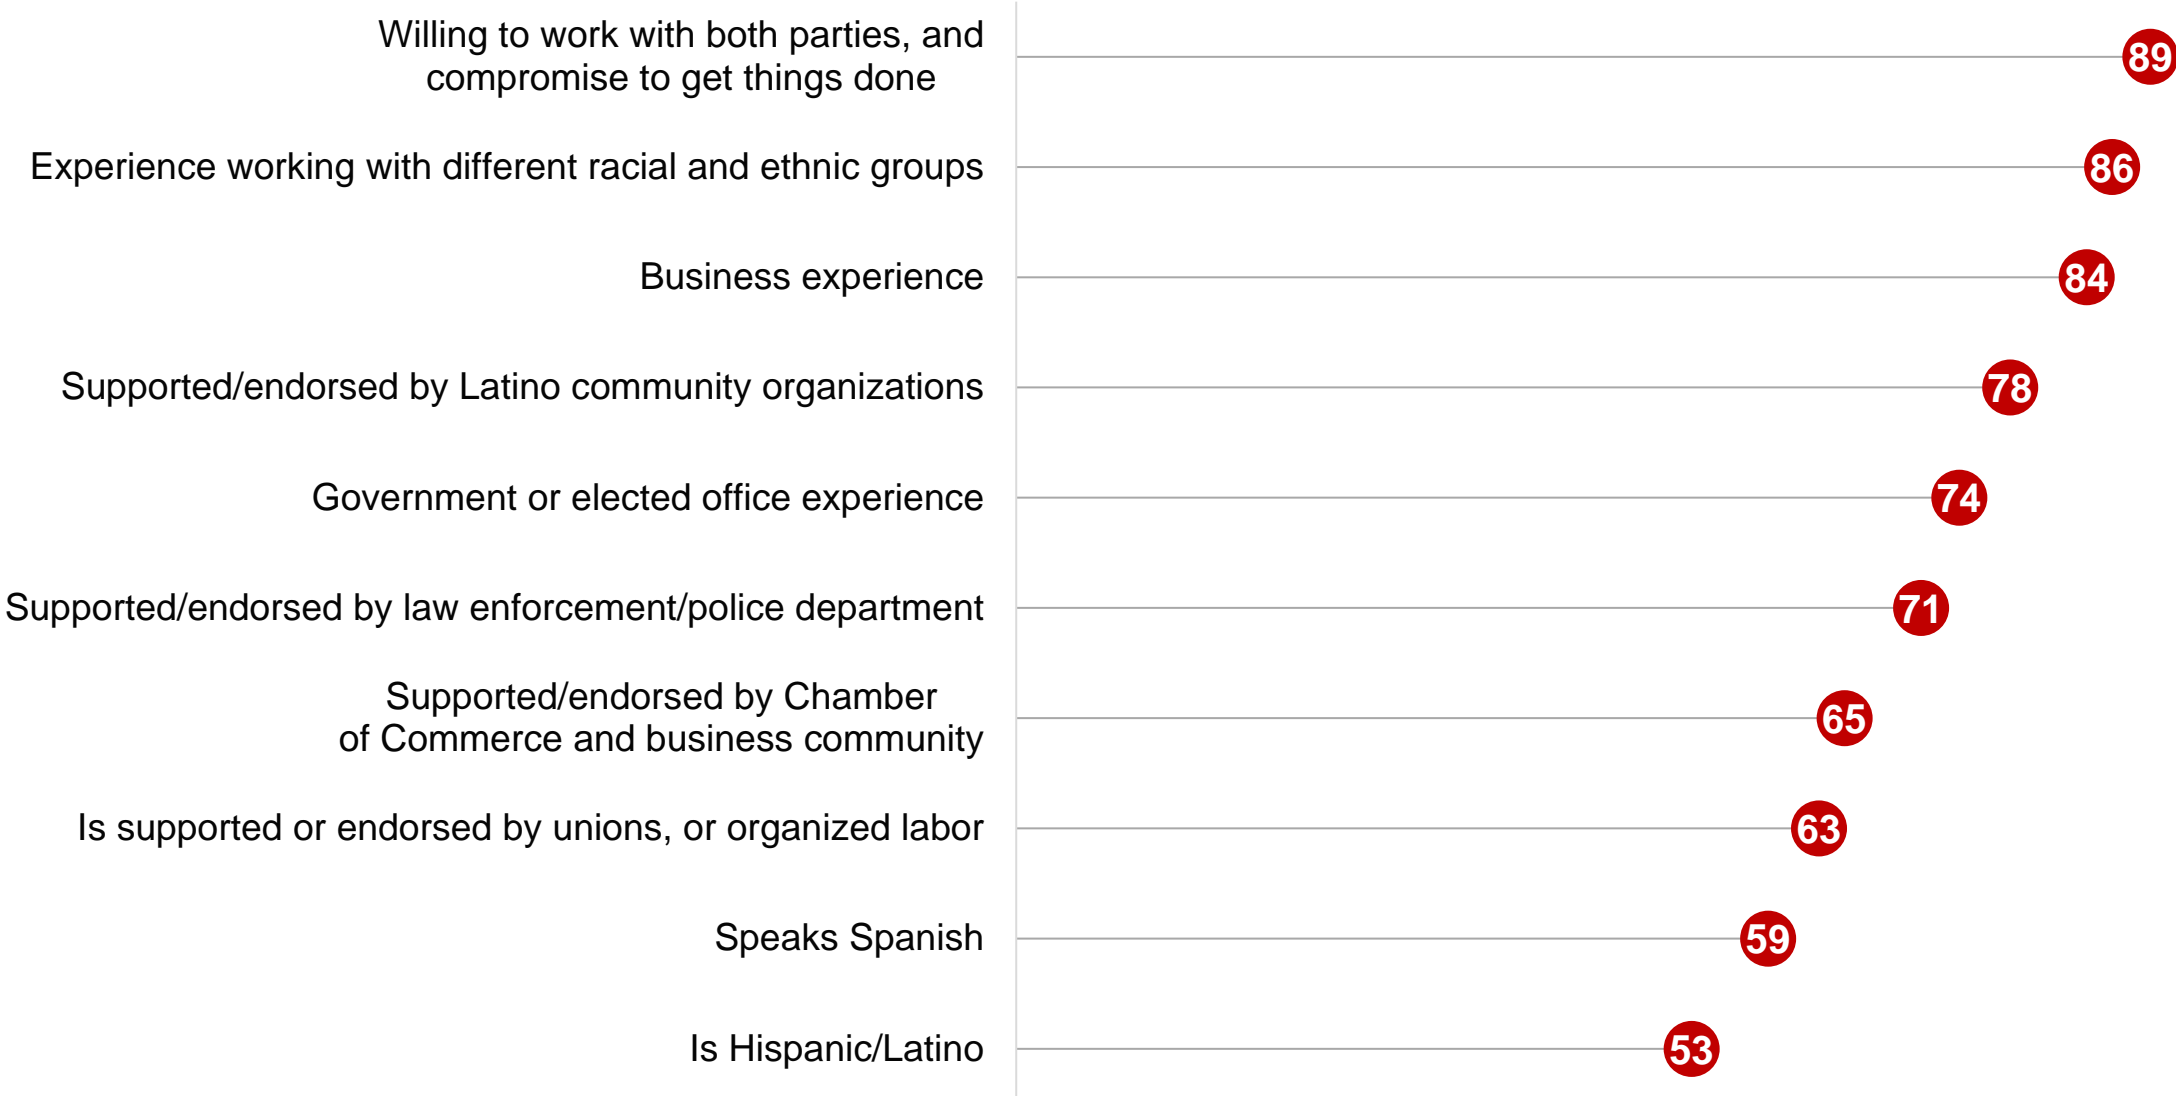 Willing to work with both parties, and
compromise to get things done
89
Experience working with different racial and ethnic groups
86
Business experience
84
Supported/endorsed by Latino community organizations
78
Government or elected office experience
74
Supported/endorsed by law enforcement/police department
71
Supported/endorsed by Chamber
of Commerce and business community
65
Is supported or endorsed by unions, or organized labor
63
Speaks Spanish
59
Is Hispanic/Latino
53